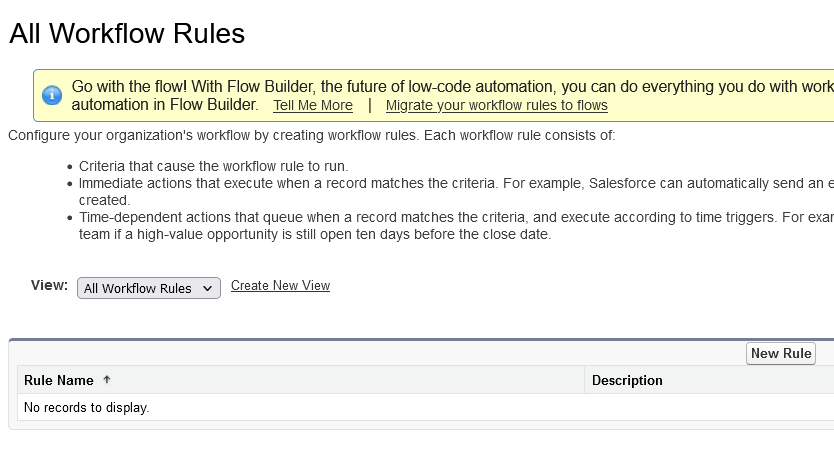 All Workflow Rules
Go with the flow! With Flow Builder, the future of low-code automation, you can do everything you do with work
automation in Flow Builder. Tell Me More | Migrate your workflow rules to flows
Configure your organization's workflow by creating workflow rules. Each workflow rule consists of:
• Criteria that cause the workflow rule to run.
• Immediate actions that execute when a record matches the criteria. For example, Salesforce can automatically send an e
created.
• Time-dependent actions that queue when a record matches the criteria, and execute according to time triggers. For exar
team if a high-value opportunity is still open ten days before the close date.
View: All Workflow Rules Create New View
New Rule
Rule Name ↑ Description
No records to display.